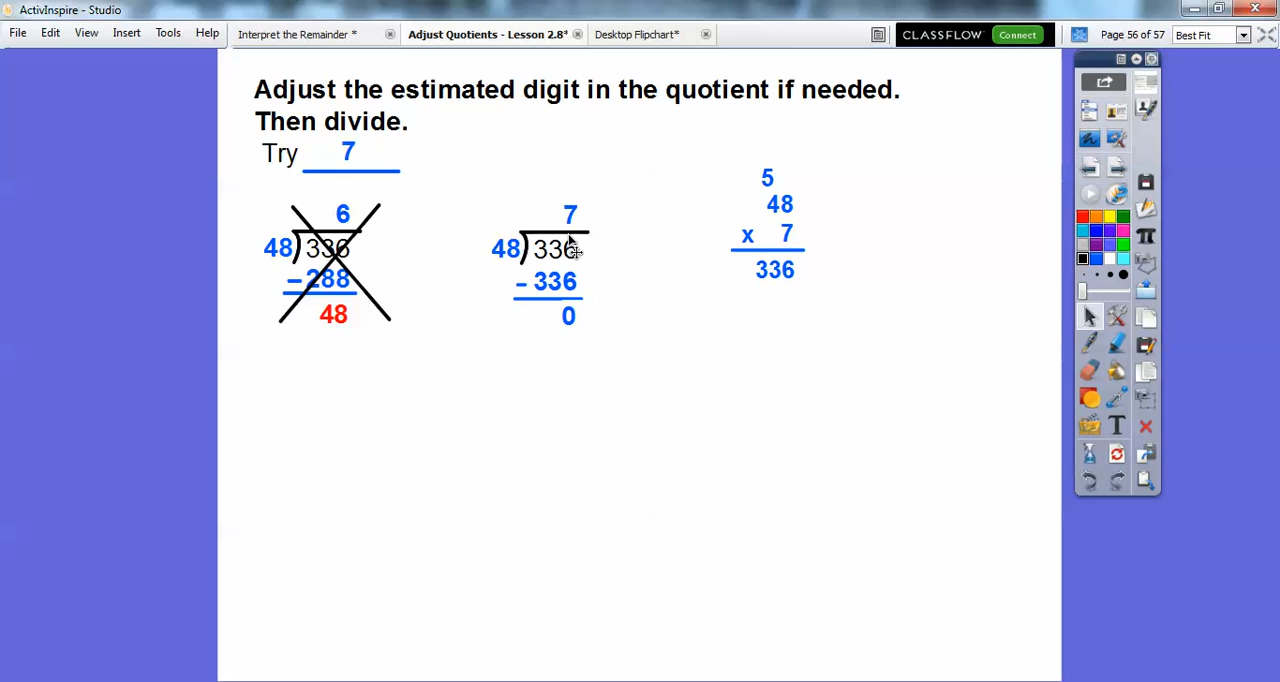 ActivInspire - Studio
File Edit View Insert Tools Help
Interpret the Remainder *
Adjust Quotients - Lesson 2.8*
Desktop Flipchart*
CLASSFLOW Connect
Page 56 of 57
Best Fit
Adjust the estimated digit in the quotient if needed.
Then divide.
Try 7
6
48)336
-288
48
7
48)336
-336
0
5
48
x 7
336